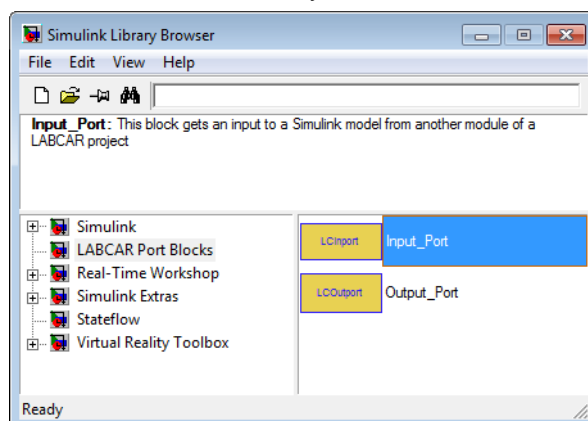 Simulink Library Browser
File Edit View Help
Input_Port: This block gets an input to a Simulink model from another module of a
LABCAR project
Simulink
LABCAR Port Blocks
Real-Time Workshop
Simulink Extras
Stateflow
Virtual Reality Toolbox
LCInport Input_Port
LCOutport Output_Port
Ready